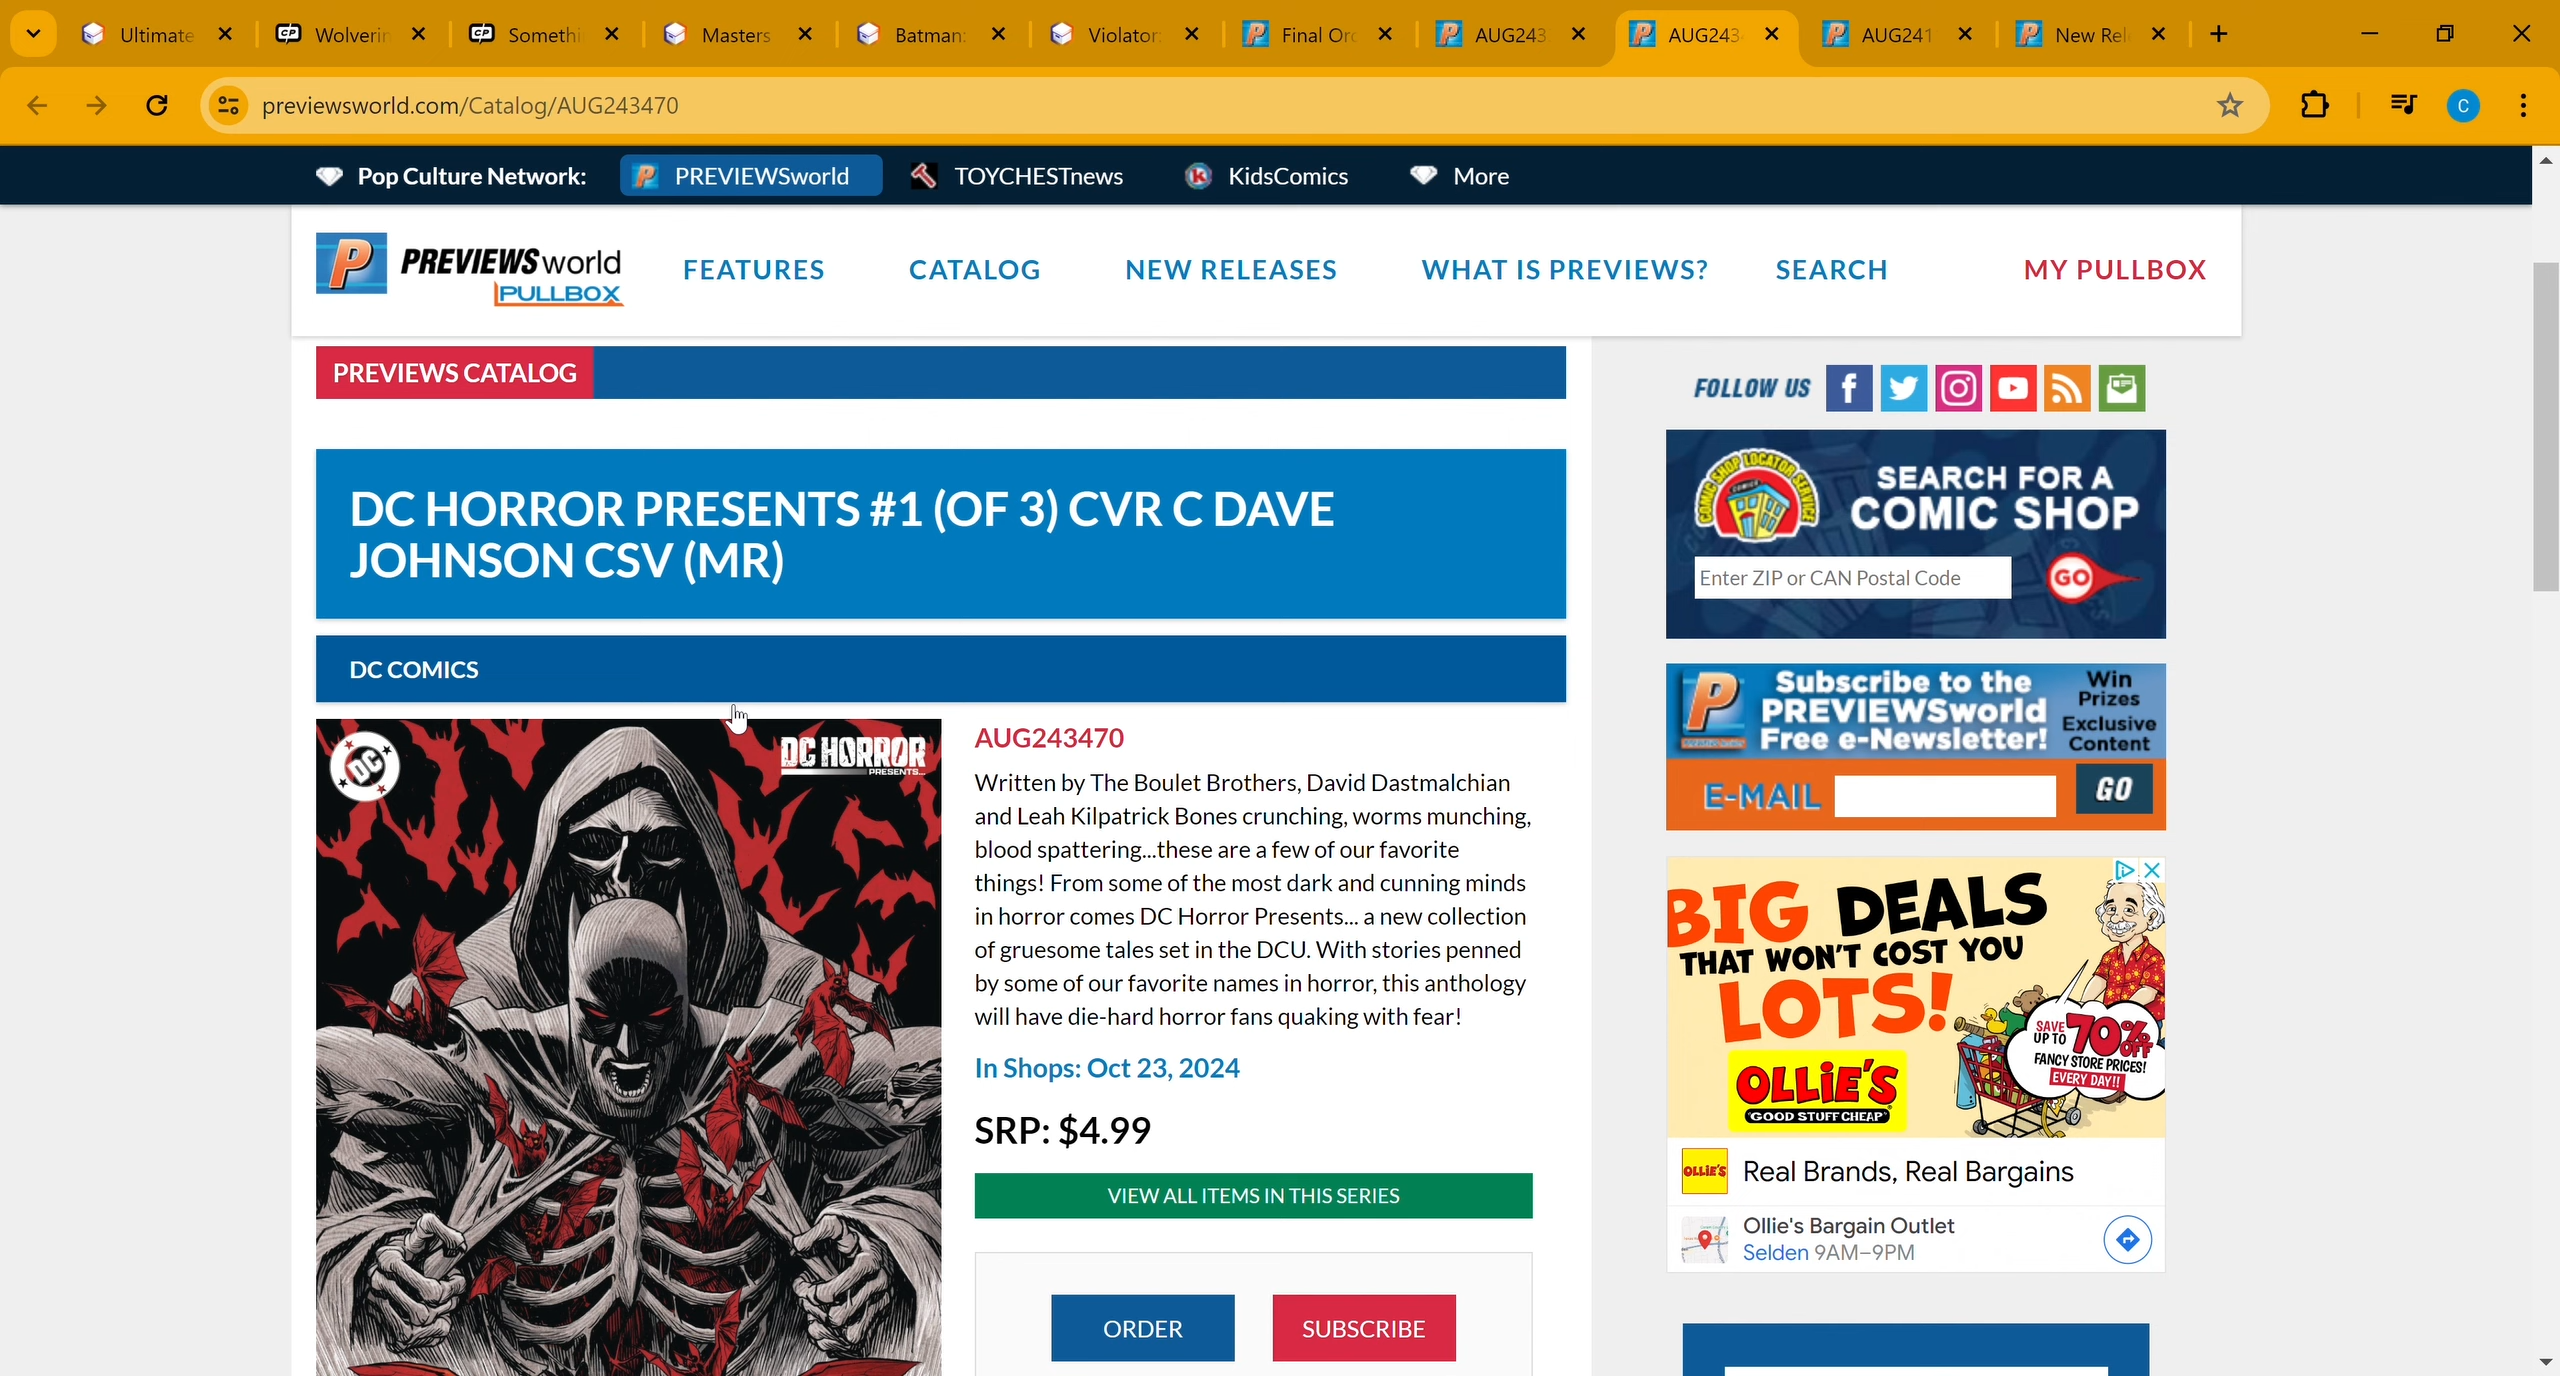 Ultimate
Wolverin
Somethi
Masters
Batman:
Violator:
Final Orc
AUG243
AUG243
AUG241
New Rel
previewsworld.com/Catalog/AUG243470
C
Pop Culture Network:
PREVIEWSworld
TOYCHESTnews
KidsComics
More
PREVIEWSworld
PULLBOX
FEATURES
CATALOG
NEW RELEASES
WHAT IS PREVIEWS?
SEARCH
MY PULLBOX
PREVIEWS CATALOG
DC HORROR PRESENTS #1 (OF 3) CVR C DAVE
JOHNSON CSV (MR)
DC COMICS
DC
DC HORROR
PRESENTS...
AUG243470
Written by The Boulet Brothers, David Dastmalchian
and Leah Kilpatrick Bones crunching, worms munching,
blood spattering...these are a few of our favorite
things! From some of the most dark and cunning minds
in horror comes DC Horror Presents... a new collection
of gruesome tales set in the DCU. With stories penned
by some of our favorite names in horror, this anthology
will have die-hard horror fans quaking with fear!
In Shops: Oct 23, 2024
SRP: $4.99
VIEW ALL ITEMS IN THIS SERIES
ORDER
SUBSCRIBE
FOLLOW US
COMIC SHOP LOCATOR SERVICE
SEARCH FOR A
COMIC SHOP
Enter ZIP or CAN Postal Code
GO
Subscribe to the
PREVIEWSworld
Free e-Newsletter!
Win
Prizes
Exclusive
Content
E-MAIL
GO
BIG DEALS
THAT WON'T COST YOU
LOTS!
SAVE
UP TO 70% OFF
FANCY STORE PRICES!
EVERY DAY!!
OLLIE'S
"GOOD STUFF CHEAP"
OLLIE'S
Real Brands, Real Bargains
Ollie's Bargain Outlet
Selden 9AM–9PM